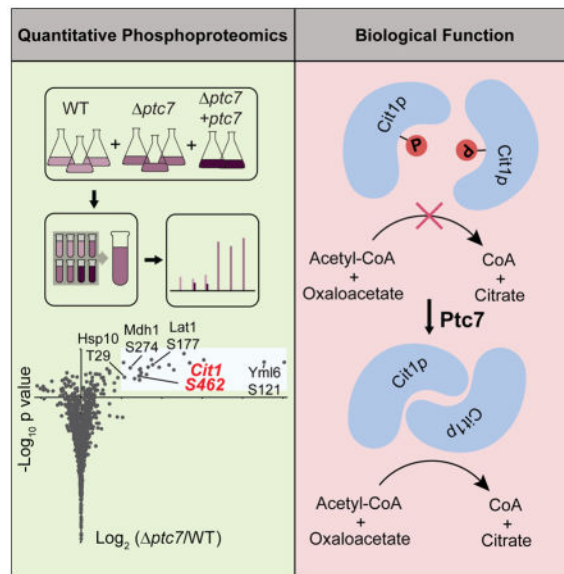 Quantitative Phosphoproteomics
WT
+
Δptc7
+
Δptc7
+ptc7
Hsp10
T29
Mdh1
S274
Lat1
S177
Cit1
S462
Yml6
S121
-Log10 p value
Log2 (Δptc7/WT)
Biological Function
Cit1p
P
P
Cit1p
Acetyl-CoA
+
Oxaloacetate
CoA
+
Citrate
Ptc7
Cit1p
Cit1p
Acetyl-CoA
+
Oxaloacetate
CoA
+
Citrate